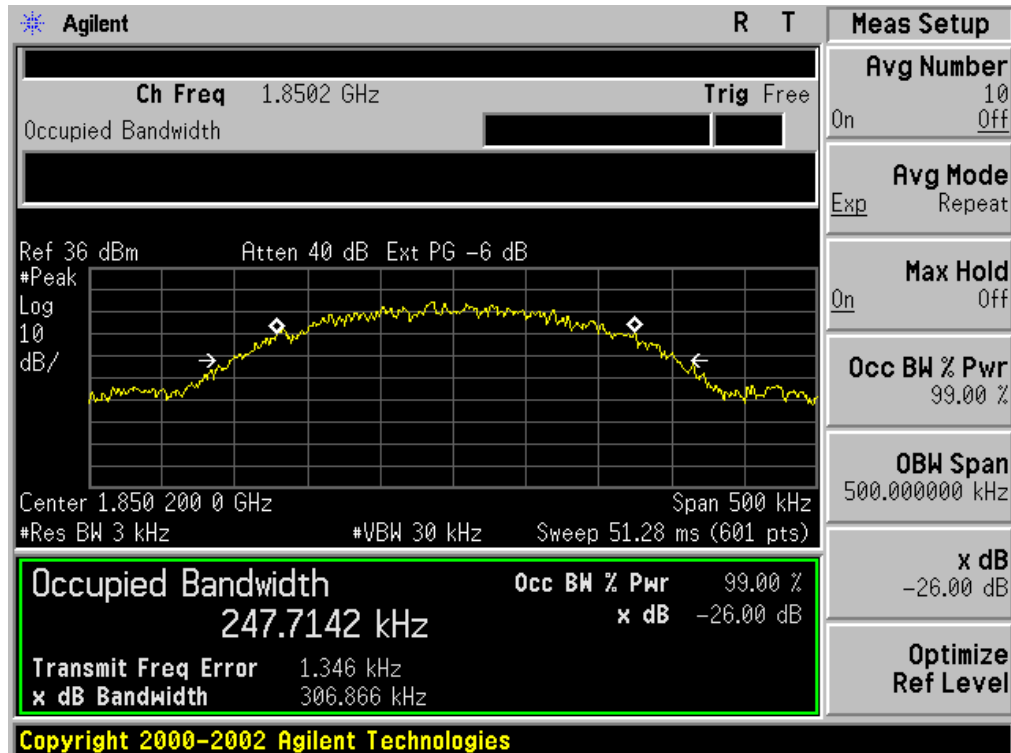 Agilent R T
Ch Freq 1.8502 GHz Trig Free
Occupied Bandwidth
Ref 36 dBm Atten 40 dB Ext PG -6 dB
#Peak
Log
10
dB/
Center 1.850 200 0 GHz Span 500 kHz
#Res BW 3 kHz #VBW 30 kHz Sweep 51.28 ms (601 pts)
Occupied Bandwidth Occ BW % Pwr 99.00 %
247.7142 kHz x dB -26.00 dB
Transmit Freq Error 1.346 kHz
x dB Bandwidth 306.866 kHz
Copyright 2000-2002 Agilent Technologies
Meas Setup
Avg Number
10
On Off
Avg Mode
Exp Repeat
Max Hold
On Off
Occ BW % Pwr
99.00 %
OBW Span
500.000000 kHz
x dB
-26.00 dB
Optimize
Ref Level